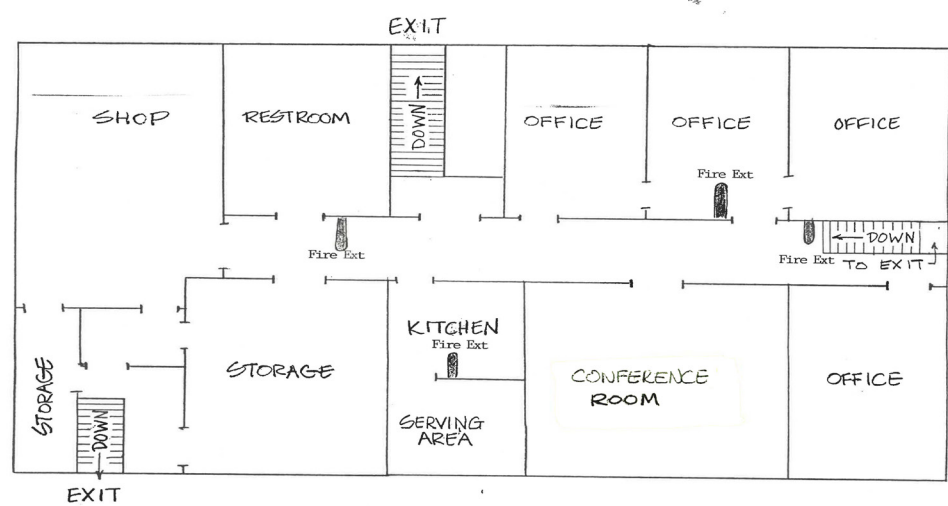 EXIT
SHOP
RESTROOM
DOWN
OFFICE
OFFICE
OFFICE
Fire Ext
Fire Ext
Fire Ext
DOWN
TO EXIT
KITCHEN
Fire Ext
STORAGE
STORAGE
DOWN
EXIT
SERVING
AREA
CONFERENCE
ROOM
OFFICE